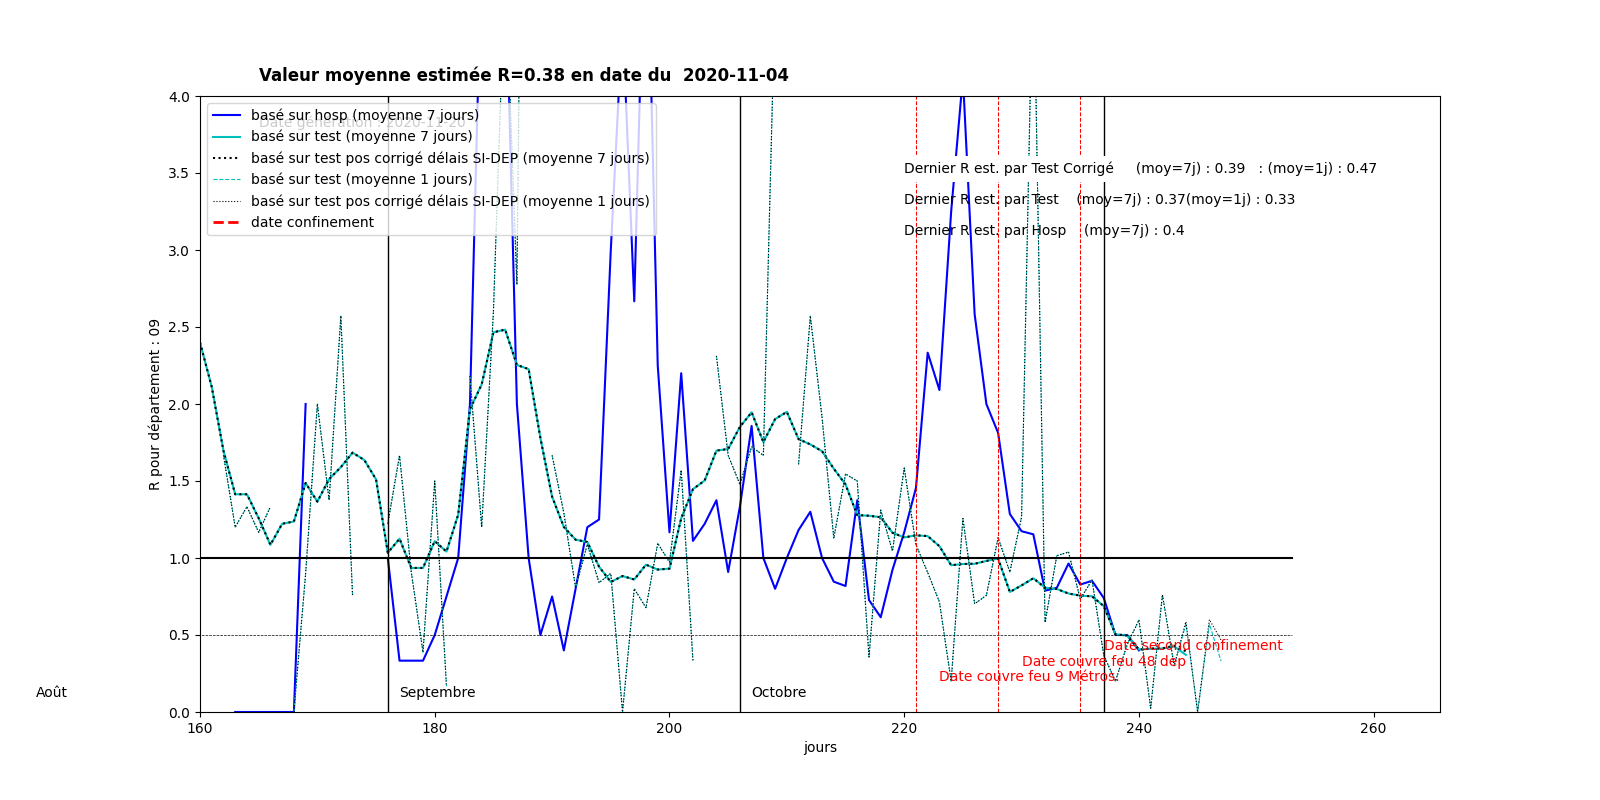 Valeur moyenne estimée R=0.38 en date du  2020-11-04
Date génération : 2020-11-20
basé sur hosp (moyenne 7 jours)
basé sur test (moyenne 7 jours)
basé sur test pos corrigé délais SI-DEP (moyenne 7 jours)
basé sur test (moyenne 1 jours)
basé sur test pos corrigé délais SI-DEP (moyenne 1 jours)
date confinement
Dernier R est. par Test Corrigé (moy=7j) : 0.39 : (moy=1j) : 0.47
Dernier R est. par Test (moy=7j) : 0.37(moy=1j) : 0.33
Dernier R est. par Hosp (moy=7j) : 0.4
4.0
3.5
3.0
2.5
2.0
1.5
1.0
0.5
0.0
R pour département : 09
Date second confinement
Date couvre feu 48 dep
Date couvre feu 9 Métros
Août
Septembre
Octobre
160 180 200 220 240 260
jours